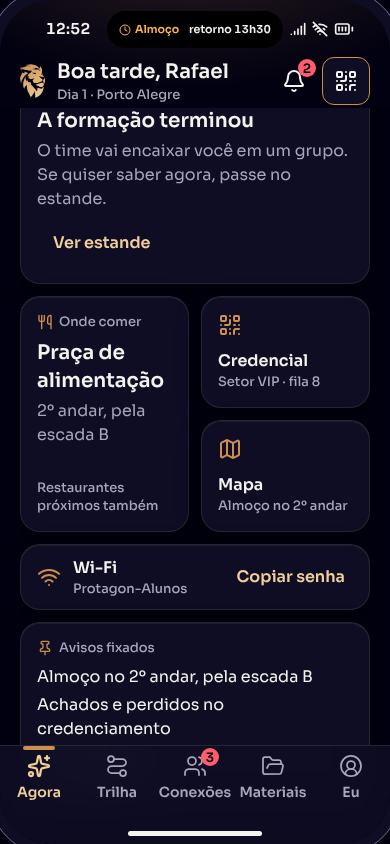 12:52
Almoço retorno 13h30
Boa tarde, Rafael
2
Dia 1 · Porto Alegre
A formação terminou
O time vai encaixar você em um grupo.
Se quiser saber agora, passe no
estande.
Ver estande
Onde comer
Praça de
alimentação
2º andar, pela
escada B
Restaurantes
próximos também
Credencial
Setor VIP · fila 8
Mapa
Almoço no 2º andar
Wi-Fi
Protagon-Alunos
Copiar senha
Avisos fixados
Almoço no 2º andar, pela escada B
Achados e perdidos no
credenciamento
3
Agora Trilha Conexões Materiais Eu